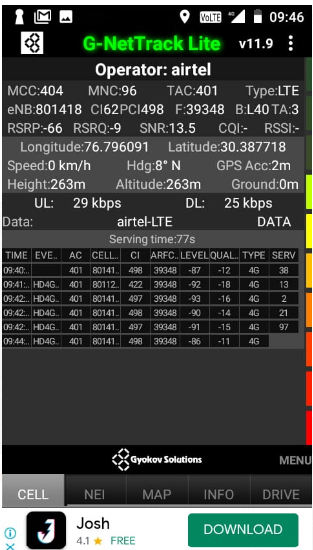 VoLTE 4G 09:46
G-NetTrack Lite v11.9
Operator: airtel
MCC:404 MNC:96 TAC:401 Type:LTE
eNB:801418 CI62PCI498 F:39348 B:L40 TA:3
RSRP:-66 RSRQ:-9 SNR:13.5 CQI:- RSSI:-
Longitude:76.796091 Latitude:30.387718
Speed:0 km/h Hdg:8° N GPS Acc:2m
Height:263m Altitude:263m Ground:0m
UL: 29 kbps DL: 25 kbps
Data: airtel-LTE DATA
Serving time:77s
TIME EVE.. AC CELL.. CI ARFC.. LEVEL QUAL.. TYPE SERV
09:40:.. 401 80141.. 498 39348 -87 -12 4G 38
09:41:.. HD4G.. 401 80112.. 422 39348 -92 -18 4G 13
09:42:.. HD4G.. 401 80141.. 497 39348 -93 -16 4G 2
09:42:.. HD4G.. 401 80141.. 498 39348 -90 -14 4G 21
09:42:.. HD4G.. 401 80141.. 497 39348 -91 -15 4G 97
09:44:.. HD4G.. 401 80141.. 498 39348 -86 -11 4G
Gyokov Solutions MENU
CELL NEI MAP INFO DRIVE
Josh
4.1 ★ FREE
DOWNLOAD